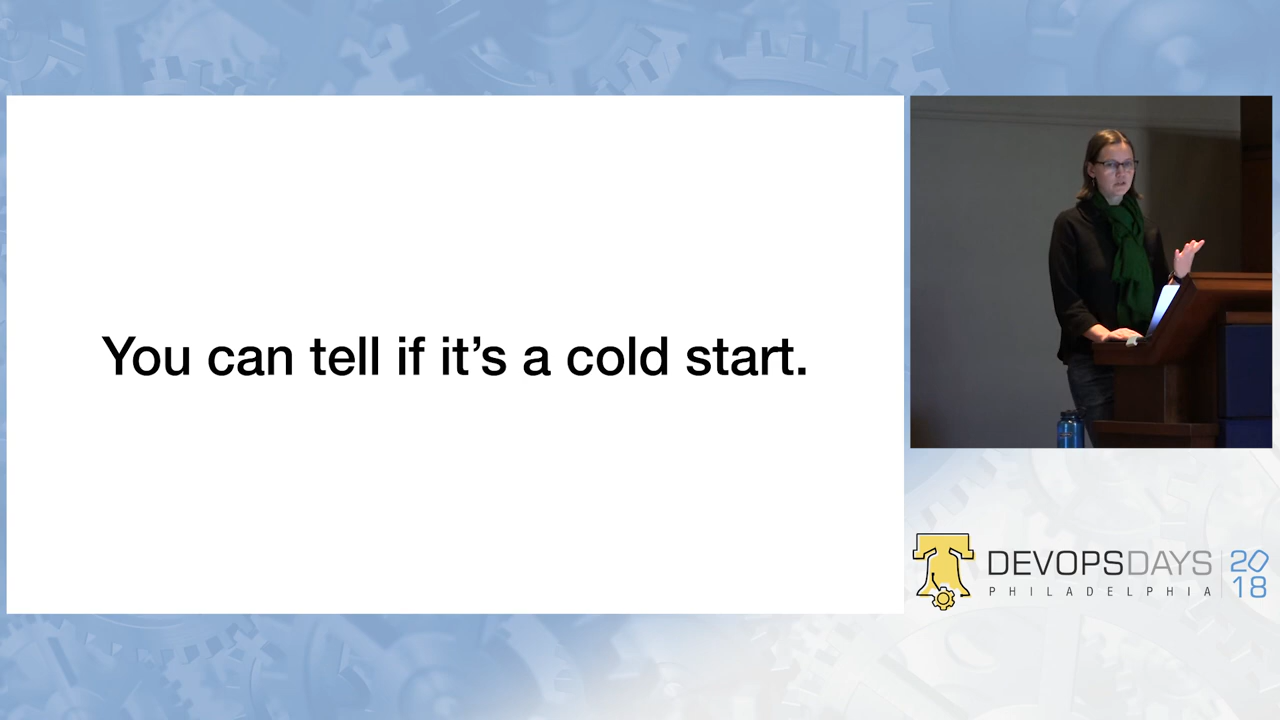 You can tell if it’s a cold start.
DEVOPSDAYS
PHILADELPHIA
20
18